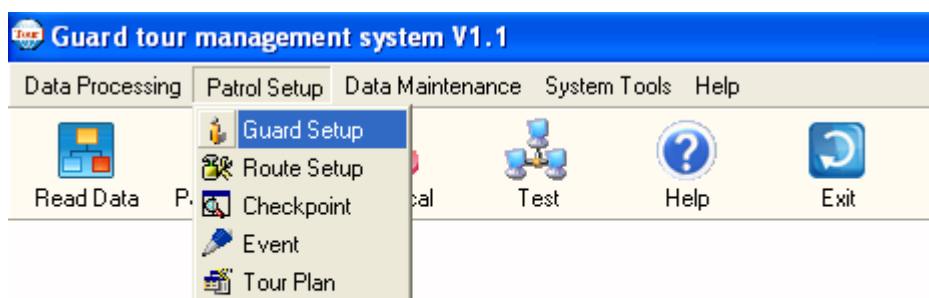 Guard tour management system V1.1
Data Processing Patrol Setup Data Maintenance System Tools Help
Guard Setup
Route Setup
Checkpoint
Event
Tour Plan
Read Data Test Help Exit